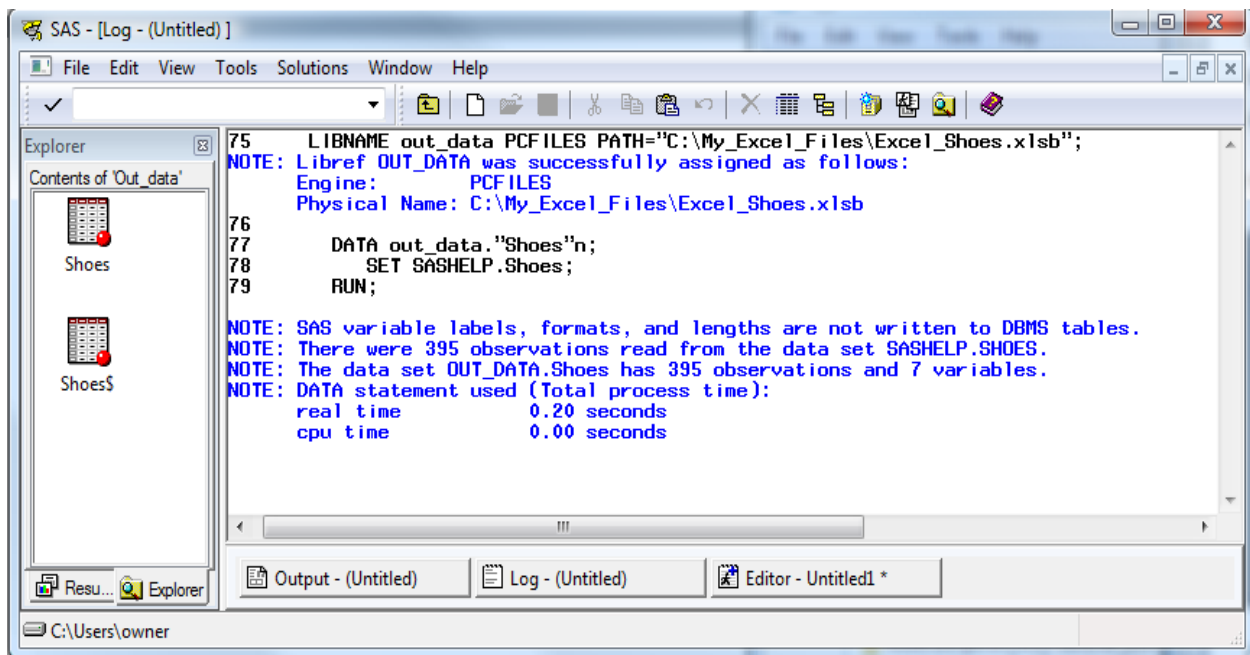 SAS - [Log - (Untitled) ]
File Edit View Tools Solutions Window Help
File Edit View Tools Help
Explorer
Contents of 'Out_data'
Shoes
Shoes$
75 LIBNAME out_data PCFILES PATH="C:\My_Excel_Files\Excel_Shoes.xlsb";
NOTE: Libref OUT_DATA was successfully assigned as follows:
Engine: PCFILES
Physical Name: C:\My_Excel_Files\Excel_Shoes.xlsb
76
77 DATA out_data."Shoes"n;
78 SET SASHELP.Shoes;
79 RUN;
NOTE: SAS variable labels, formats, and lengths are not written to DBMS tables.
NOTE: There were 395 observations read from the data set SASHELP.SHOES.
NOTE: The data set OUT_DATA.Shoes has 395 observations and 7 variables.
NOTE: DATA statement used (Total process time):
real time 0.20 seconds
cpu time 0.00 seconds
Resu... Explorer
Output - (Untitled) Log - (Untitled) Editor - Untitled1 *
C:\Users\owner